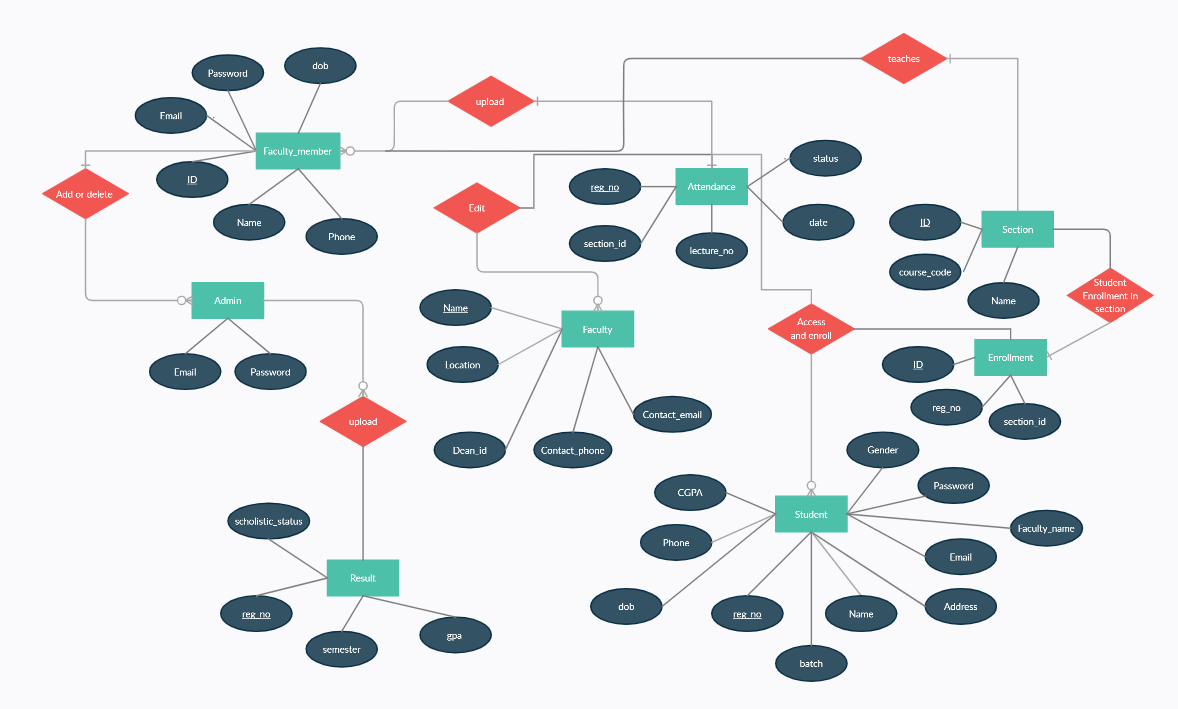 dob
teaches
Password
upload
Email
Faculty_member
status
ID
reg_no
Attendance
Add or delete
Edit
Name
date
ID
Section
Phone
section_id
lecture_no
course_code
Student
Enrollment in
section
Admin
Name
Name
Access
and enroll
Faculty
Enrollment
Location
ID
Email
Password
reg_no
Contact_email
upload
section_id
Dean_id
Contact_phone
Gender
CGPA
Password
scholistic_status
Student
Faculty_name
Phone
Email
Result
dob
reg_no
Name
Address
reg_no
semester
gpa
batch